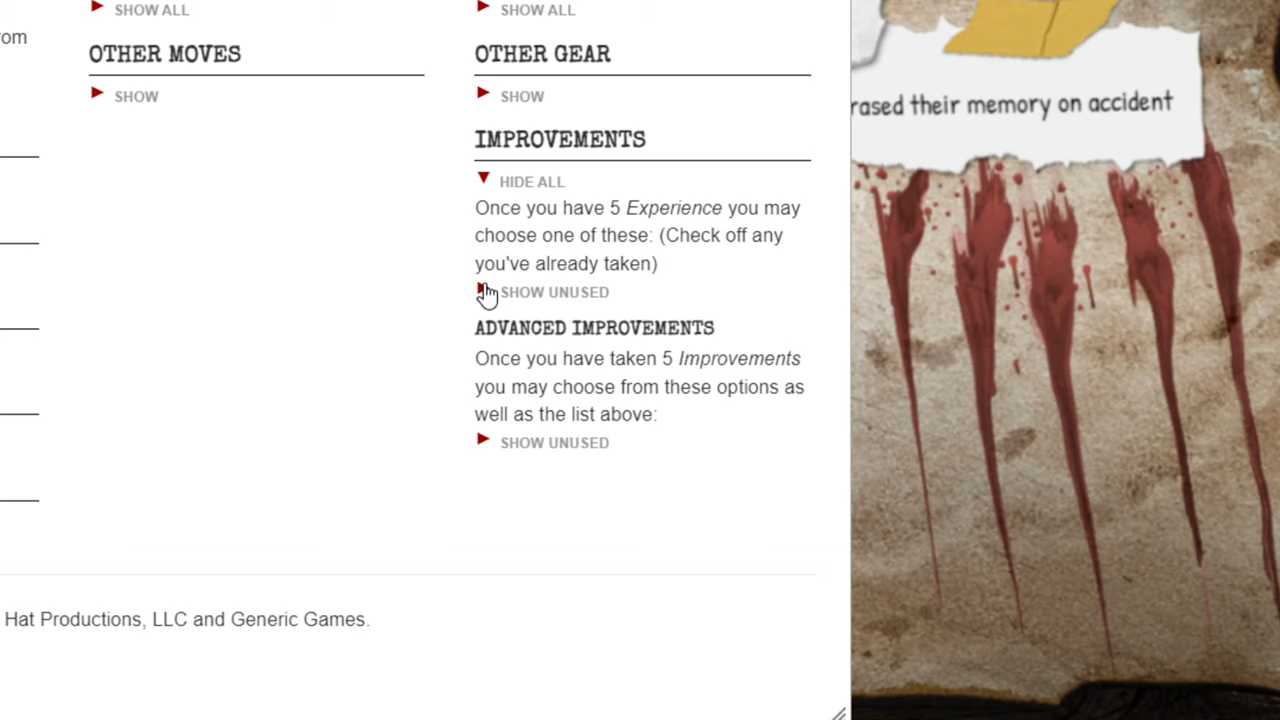 SHOW ALL
SHOW ALL
OTHER MOVES
OTHER GEAR
SHOW
SHOW
IMPROVEMENTS
HIDE ALL
Once you have 5 Experience you may
choose one of these: (Check off any
you've already taken)
SHOW UNUSED
ADVANCED IMPROVEMENTS
Once you have taken 5 Improvements
you may choose from these options as
well as the list above:
SHOW UNUSED
Hat Productions, LLC and Generic Games.
their memory on accident